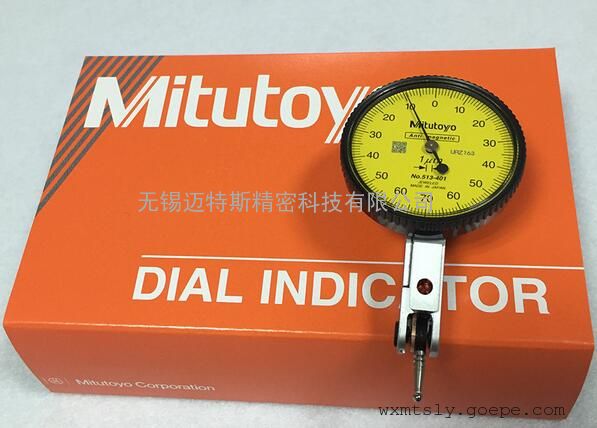 Mitutoyo
无锡迈特斯精密科技有限公司
DIAL INDICATOR
Mitutoyo Corporation
10 0 10
20 20
30 30
40 40
50 50
60 70 60
Mitutoyo
Anti-magnetic
URZ163
1μm
No.513-401
JEWELED
MADE IN JAPAN
wxmtsly.goepe.com